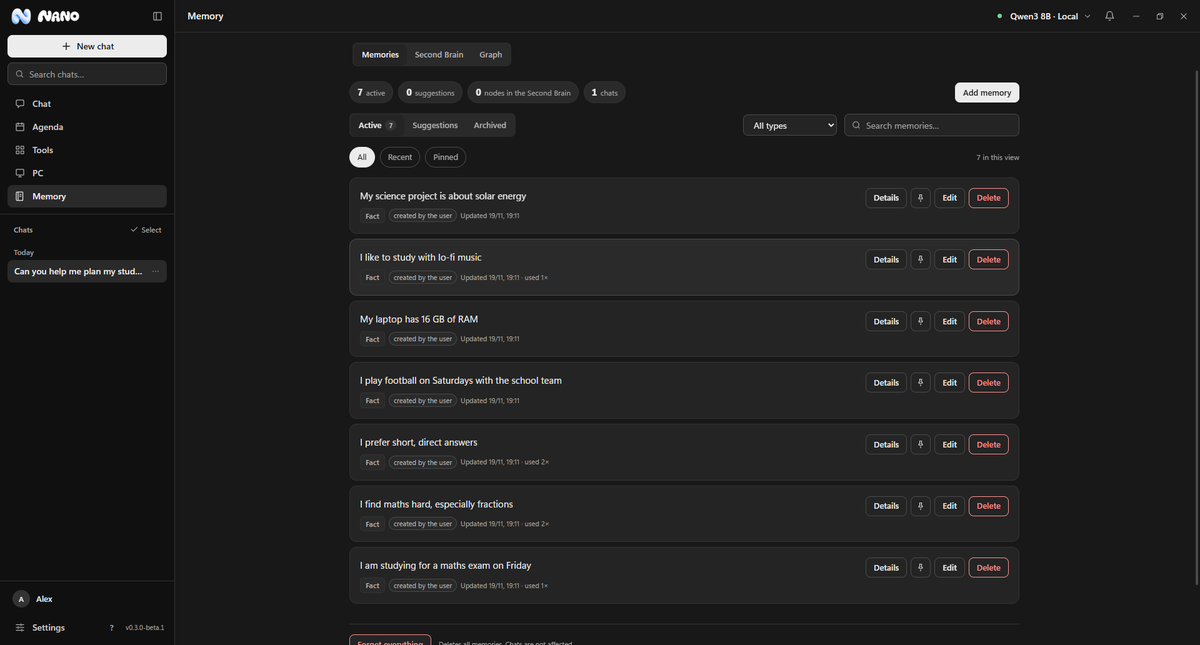 NANO
Memory
Qwen3 8B · Local
New chat
Search chats...
Chat
Agenda
Tools
PC
Memory
Chats
Select
Today
Can you help me plan my stud... ...
A Alex
Settings ? v0.3.0-beta.1
Memories Second Brain Graph
7 active 0 suggestions 0 nodes in the Second Brain 1 chats
Add memory
Active 7 Suggestions Archived
All types
Search memories...
All Recent Pinned
7 in this view
My science project is about solar energy
Fact created by the user Updated 19/11, 19:11
Details Edit Delete
I like to study with lo-fi music
Fact created by the user Updated 19/11, 19:11 · used 1×
Details Edit Delete
My laptop has 16 GB of RAM
Fact created by the user Updated 19/11, 19:11
Details Edit Delete
I play football on Saturdays with the school team
Fact created by the user Updated 19/11, 19:11
Details Edit Delete
I prefer short, direct answers
Fact created by the user Updated 19/11, 19:11 · used 2×
Details Edit Delete
I find maths hard, especially fractions
Fact created by the user Updated 19/11, 19:11 · used 2×
Details Edit Delete
I am studying for a maths exam on Friday
Fact created by the user Updated 19/11, 19:11 · used 1×
Details Edit Delete
Forget everything Deletes all memories. Chats are not affected.